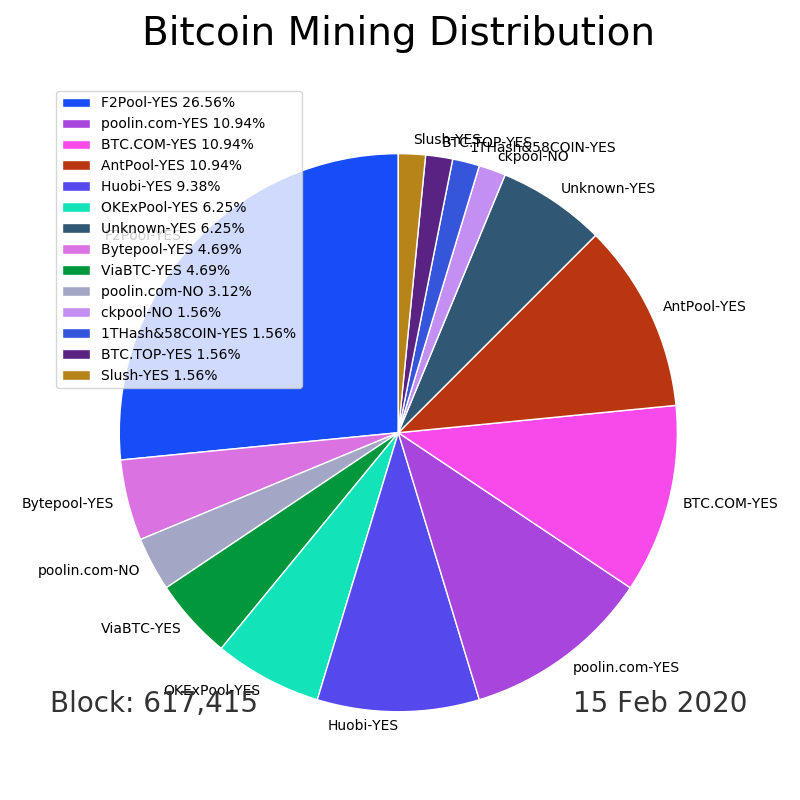 Bitcoin Mining Distribution
F2Pool-YES 26.56%
poolin.com-YES 10.94%
BTC.COM-YES 10.94%
AntPool-YES 10.94%
Huobi-YES 9.38%
OKExPool-YES 6.25%
Unknown-YES 6.25%
Bytepool-YES 4.69%
ViaBTC-YES 4.69%
poolin.com-NO 3.12%
ckpool-NO 1.56%
1THash&58COIN-YES 1.56%
BTC.TOP-YES 1.56%
Slush-YES 1.56%
Slush-YES
BTC.TOP-YES
1THash&58COIN-YES
ckpool-NO
Unknown-YES
F2Pool-YES
AntPool-YES
BTC.COM-YES
Bytepool-YES
poolin.com-NO
ViaBTC-YES
poolin.com-YES
OKExPool-YES
Huobi-YES
Block: 617,415
15 Feb 2020